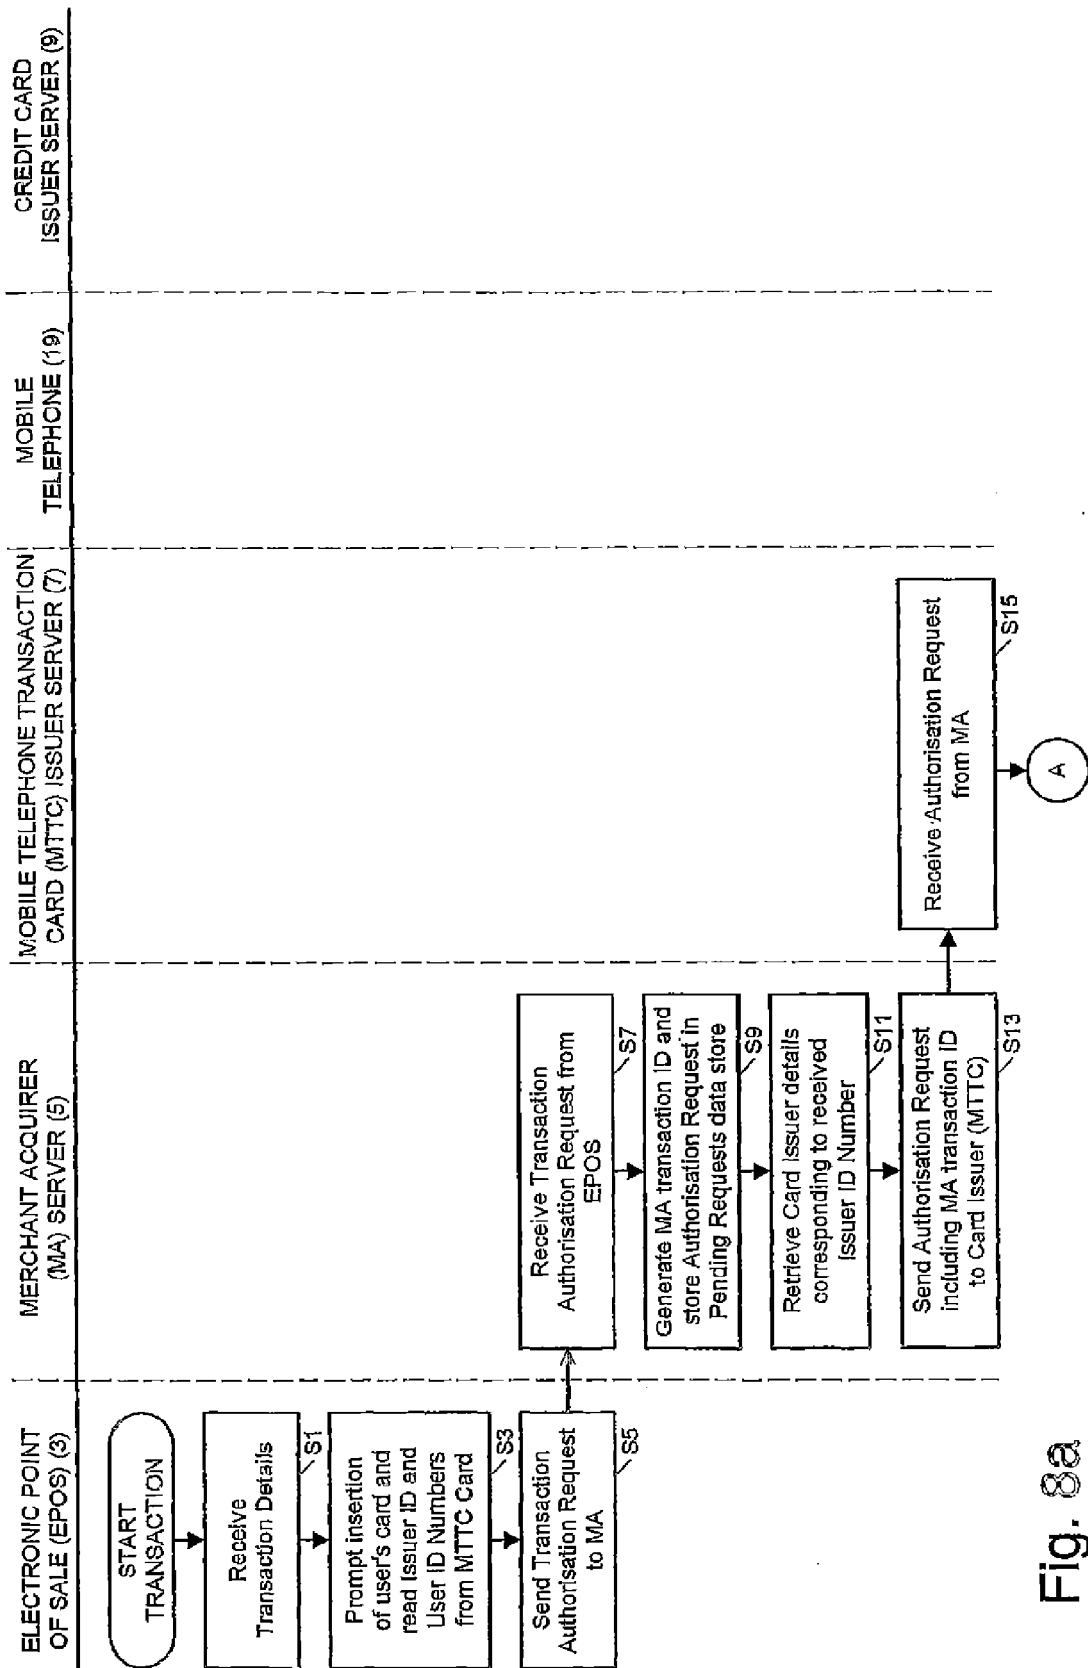 ELECTRONIC POINT
OF SALE (EPOS) (3)
MERCHANT ACQUIRER
(MA) SERVER (5)
MOBILE TELEPHONE TRANSACTION
CARD (MTTC) ISSUER SERVER (7)
MOBILE
TELEPHONE (19)
CREDIT CARD
ISSUER SERVER (9)
START
TRANSACTION
Receive
Transaction Details
S1
Prompt insertion
of user's card and
read Issuer ID and
User ID Numbers
from MTTC Card
S3
Send Transaction
Authorisation Request
to MA
S5
Receive Transaction
Authorisation Request from
EPOS
S7
Generate MA transaction ID and
store Authorisation Request in
Pending Requests data store
S9
Retrieve Card Issuer details
corresponding to received
Issuer ID Number
S11
Send Authorisation Request
including MA transaction ID
to Card Issuer (MTTC)
S13
Receive Authorisation Request
from MA
S15
A
Fig. 8a